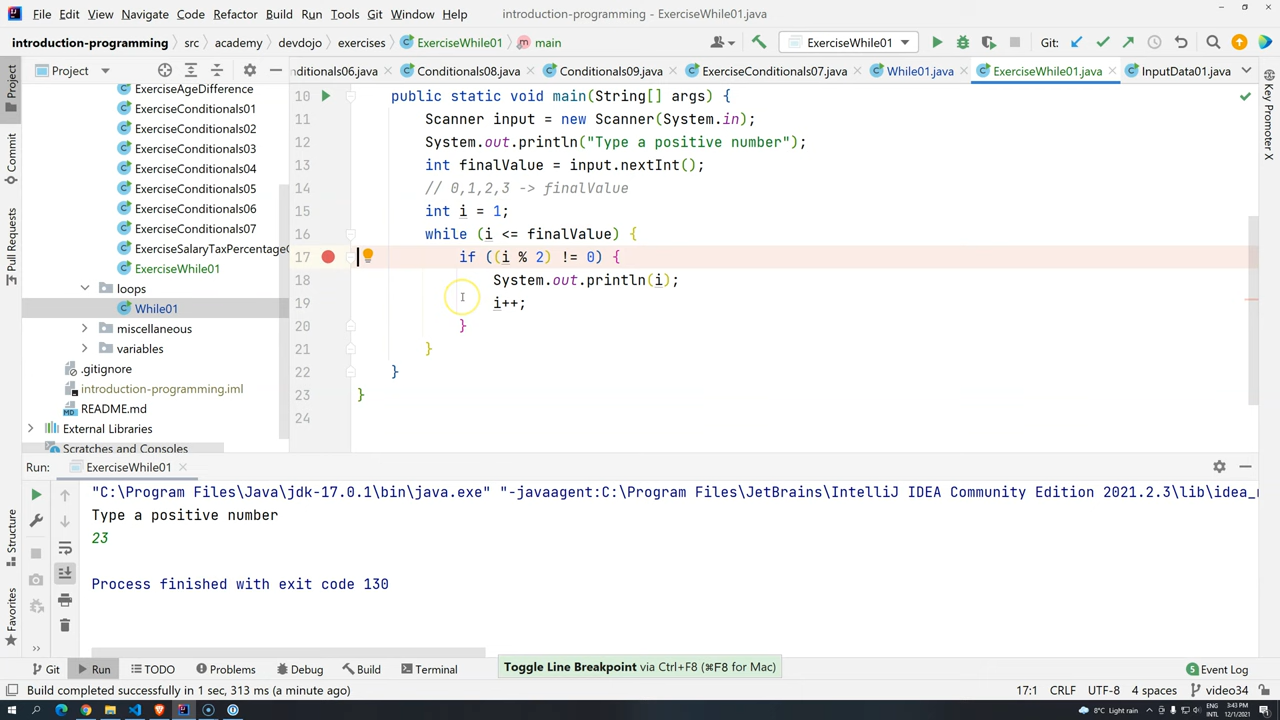 File Edit View Navigate Code Refactor Build Run Tools Git Window Help introduction-programming - ExerciseWhile01.java
introduction-programming src academy devdojo exercises ExerciseWhile01 main ExerciseWhile01 Git:
Project
nditionals06.java Conditionals08.java Conditionals09.java ExerciseConditionals07.java While01.java ExerciseWhile01.java InputData01.java
ExerciseAgeDifference
ExerciseConditionals01
ExerciseConditionals02
ExerciseConditionals03
ExerciseConditionals04
ExerciseConditionals05
ExerciseConditionals06
ExerciseConditionals07
ExerciseSalaryTaxPercentageC
ExerciseWhile01
loops
While01
miscellaneous
variables
.gitignore
introduction-programming.iml
README.md
External Libraries
Scratches and Consoles
10 public static void main(String[] args) {
11 Scanner input = new Scanner(System.in);
12 System.out.println("Type a positive number");
13 int finalValue = input.nextInt();
14 // 0,1,2,3 -> finalValue
15 int i = 1;
16 while (i <= finalValue) {
17 if ((i % 2) != 0) {
18 System.out.println(i);
19 i++;
20 }
21 }
22 }
23 }
24
Project
Commit
Pull Requests
Structure
Favorites
Key Promoter X
Run: ExerciseWhile01
"C:\Program Files\Java\jdk-17.0.1\bin\java.exe" "-javaagent:C:\Program Files\JetBrains\IntelliJ IDEA Community Edition 2021.2.3\lib\idea_r
Type a positive number
23
Process finished with exit code 130
Toggle Line Breakpoint via Ctrl+F8 (⌘F8 for Mac)
Git Run TODO Problems Debug Build Terminal 5 Event Log
Build completed successfully in 1 sec, 313 ms (a minute ago) 17:1 CRLF UTF-8 4 spaces video34
8°C Light rain ENG INTL 3:43 PM 12/1/2021